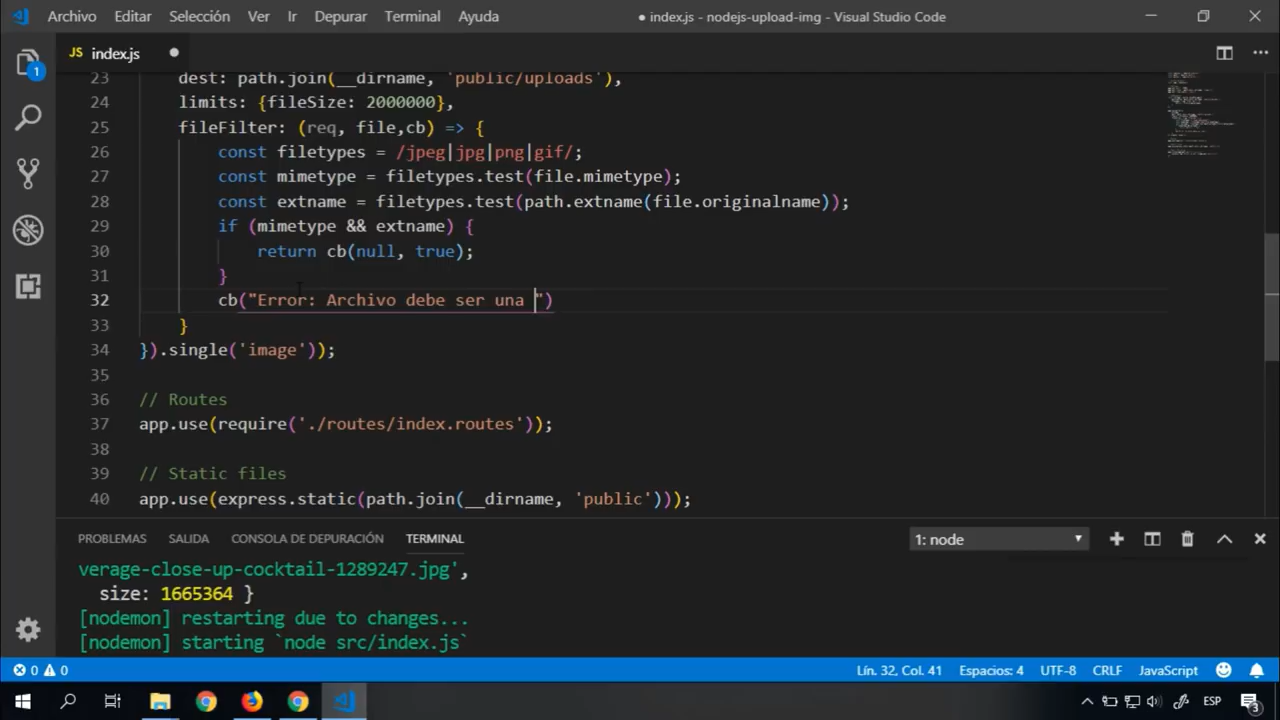 Archivo Editar Selección Ver Ir Depurar Terminal Ayuda ● index.js - nodejs-upload-img - Visual Studio Code
JS index.js
1
23 dest: path.join(__dirname, 'public/uploads'),
24 limits: {fileSize: 2000000},
25 fileFilter: (req, file,cb) => {
26 const filetypes = /jpeg|jpg|png|gif/;
27 const mimetype = filetypes.test(file.mimetype);
28 const extname = filetypes.test(path.extname(file.originalname));
29 if (mimetype && extname) {
30 return cb(null, true);
31 }
32 cb("Error: Archivo debe ser una ")
33 }
34 }).single('image'));
35
36 // Routes
37 app.use(require('./routes/index.routes'));
38
39 // Static files
40 app.use(express.static(path.join(__dirname, 'public')));
PROBLEMAS SALIDA CONSOLA DE DEPURACIÓN TERMINAL 1: node
verage-close-up-cocktail-1289247.jpg',
size: 1665364 }
[nodemon] restarting due to changes...
[nodemon] starting `node src/index.js`
0 0 Lín. 32, Col. 41 Espacios: 4 UTF-8 CRLF JavaScript
ESP 3